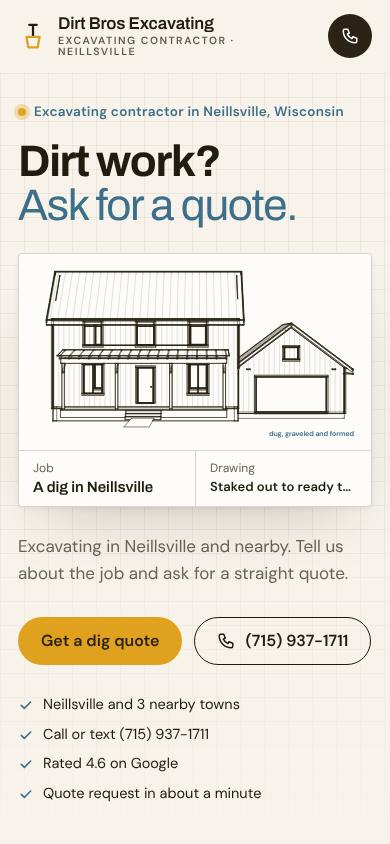 Dirt Bros Excavating
EXCAVATING CONTRACTOR ·
NEILLSVILLE
Excavating contractor in Neillsville, Wisconsin
Dirt work?
Ask for a quote.
dug, graveled and formed
Job
A dig in Neillsville
Drawing
Staked out to ready t...
Excavating in Neillsville and nearby. Tell us
about the job and ask for a straight quote.
Get a dig quote
(715) 937-1711
Neillsville and 3 nearby towns
Call or text (715) 937-1711
Rated 4.6 on Google
Quote request in about a minute